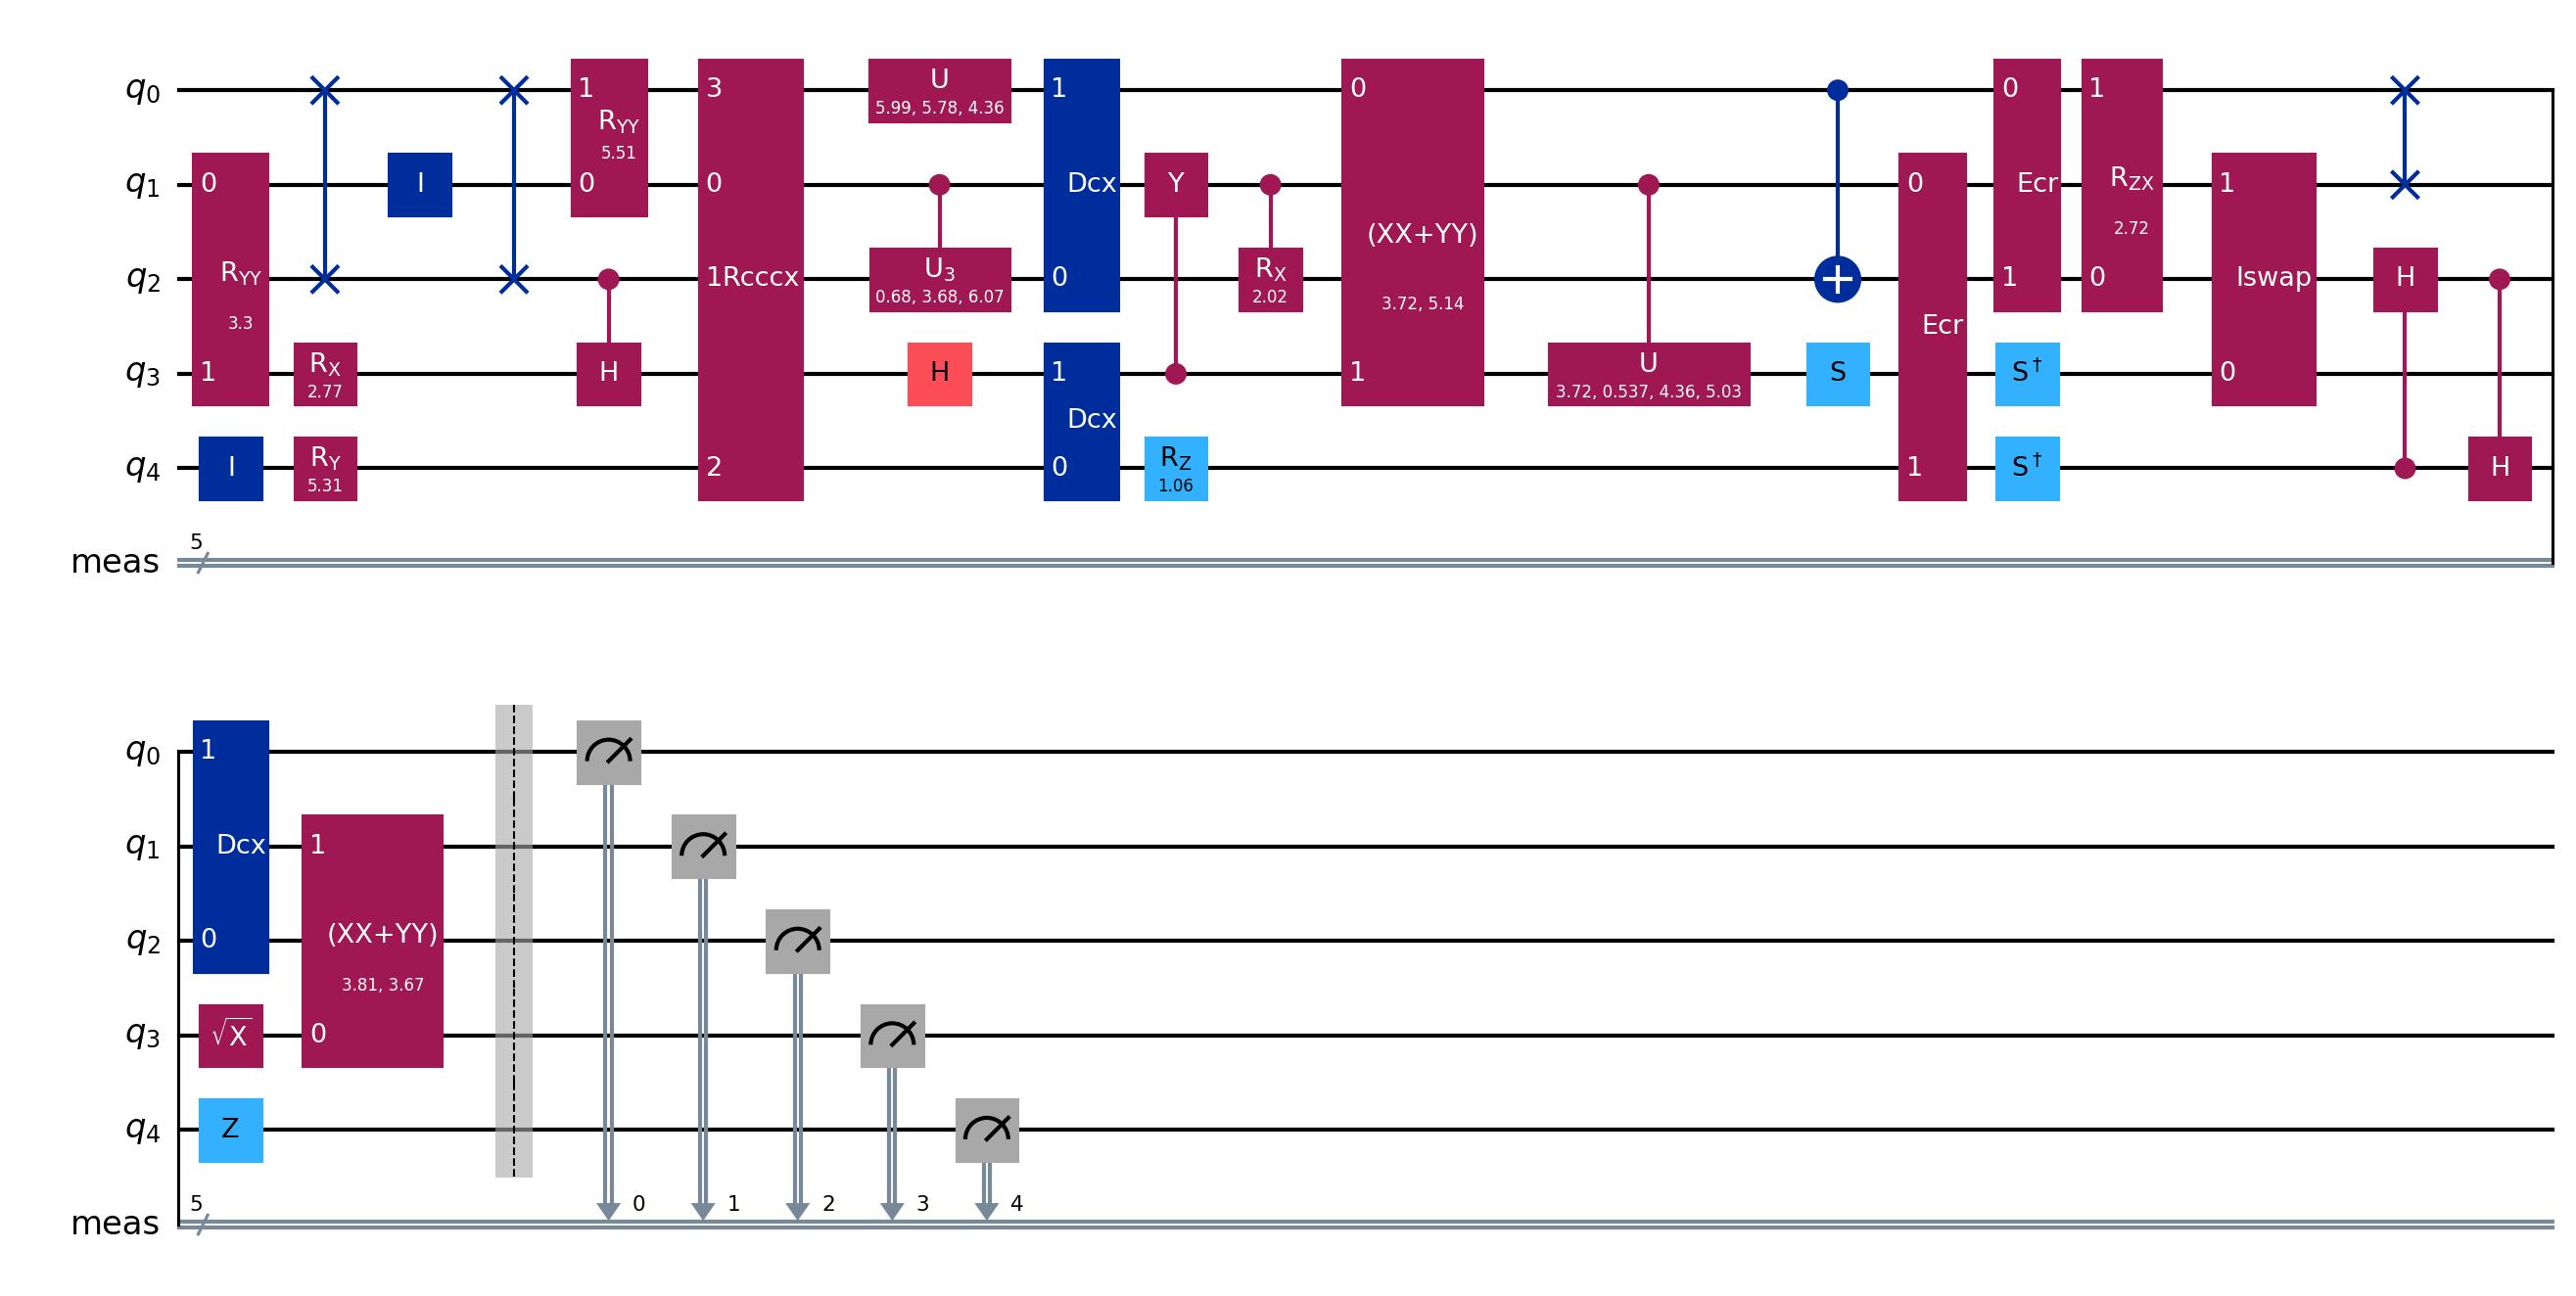 q0 1 3 U 1 0 0 1
RYY 5.99, 5.78, 4.36
5.51
q1 0 I 0 0 Dcx Y 0 Ecr RZX 1
(XX+YY) 2.72
q2 RYY 1Rcccx U3 0 RX 1 0 Iswap H
3.3 0.68, 3.68, 6.07 2.02 3.72, 5.14
Ecr
q3 1 RX H H 1 1 U S S† 0
2.77 3.72, 0.537, 4.36, 5.03
Dcx
q4 I RY 2 0 RZ 1 S† H
5.31 1.06
5
meas
q0 1
q1 Dcx 1
q2 0 (XX+YY)
3.81, 3.67
q3 √X 0
q4 Z
5 0 1 2 3 4
meas